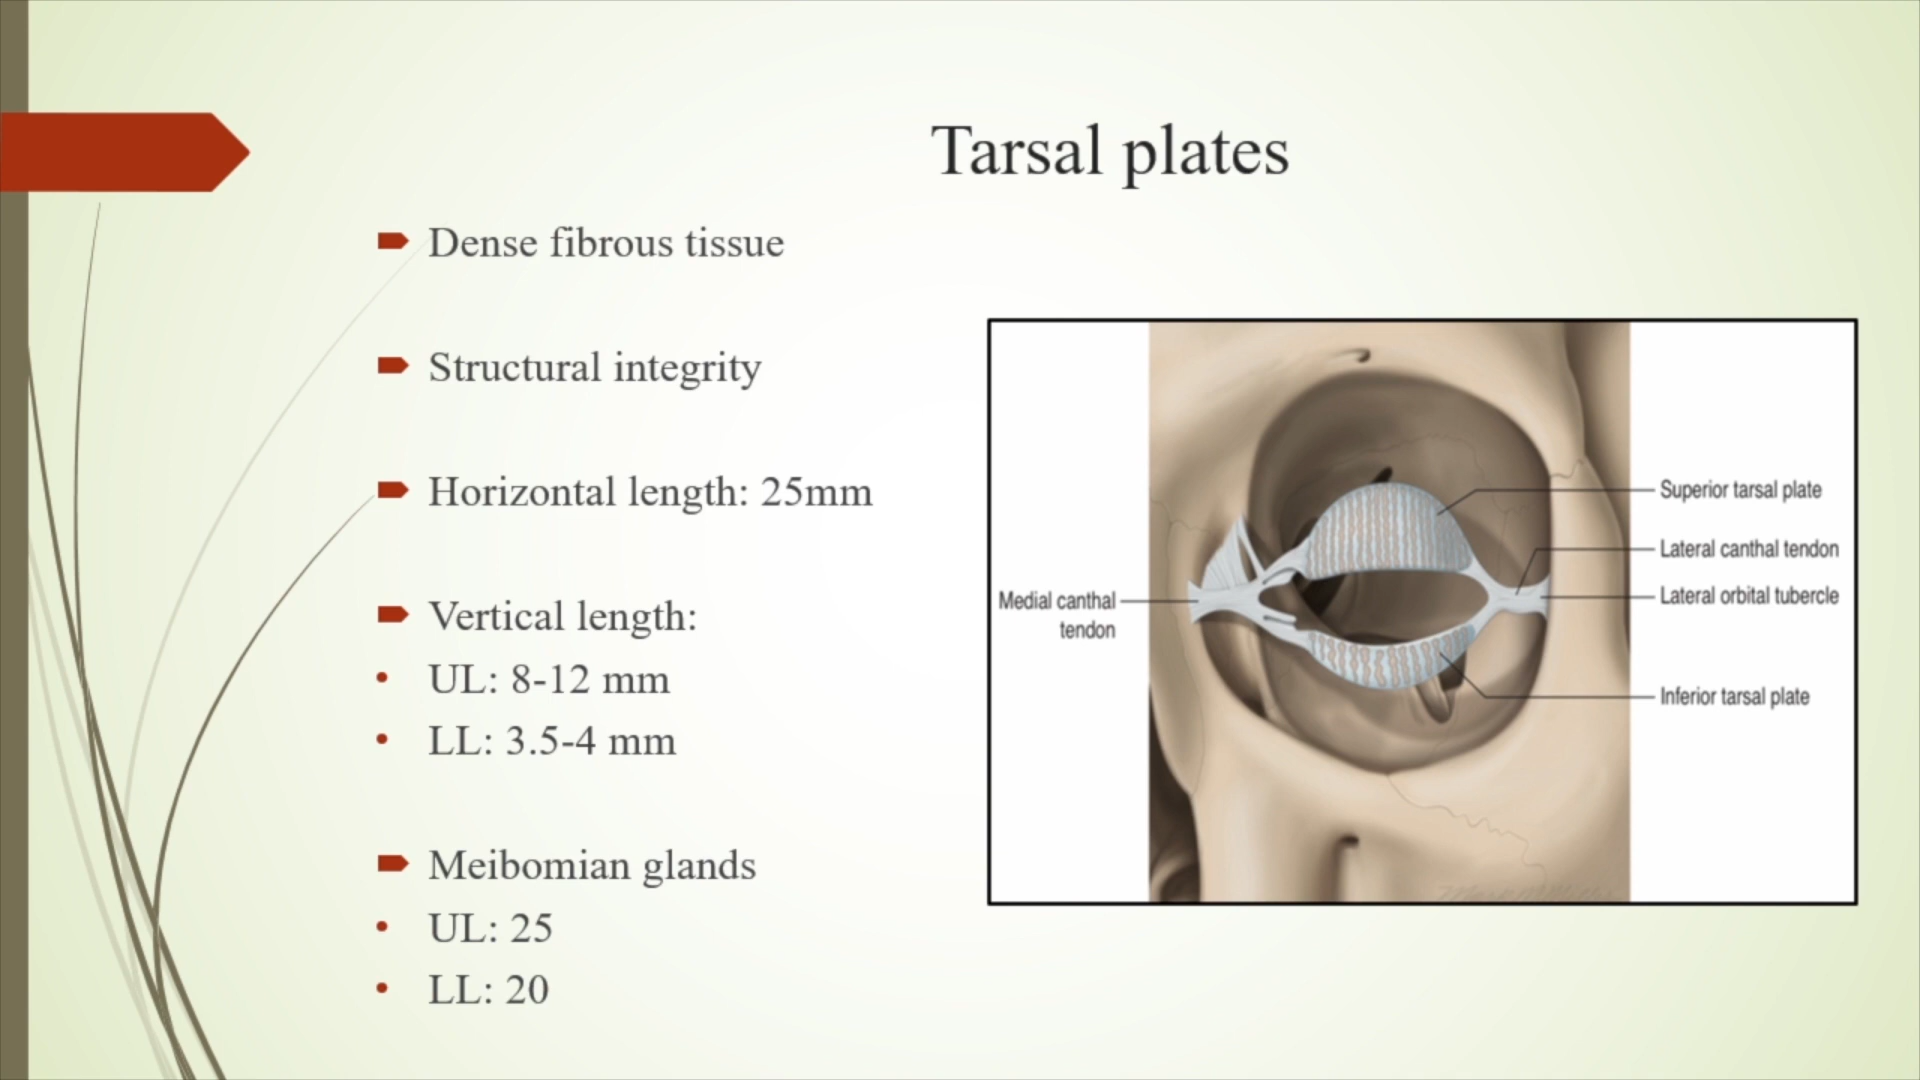 Tarsal plates
Dense fibrous tissue
Structural integrity
Horizontal length: 25mm
Vertical length:
UL: 8-12 mm
LL: 3.5-4 mm
Meibomian glands
UL: 25
LL: 20
Medial canthal
tendon
Superior tarsal plate
Lateral canthal tendon
Lateral orbital tubercle
Inferior tarsal plate